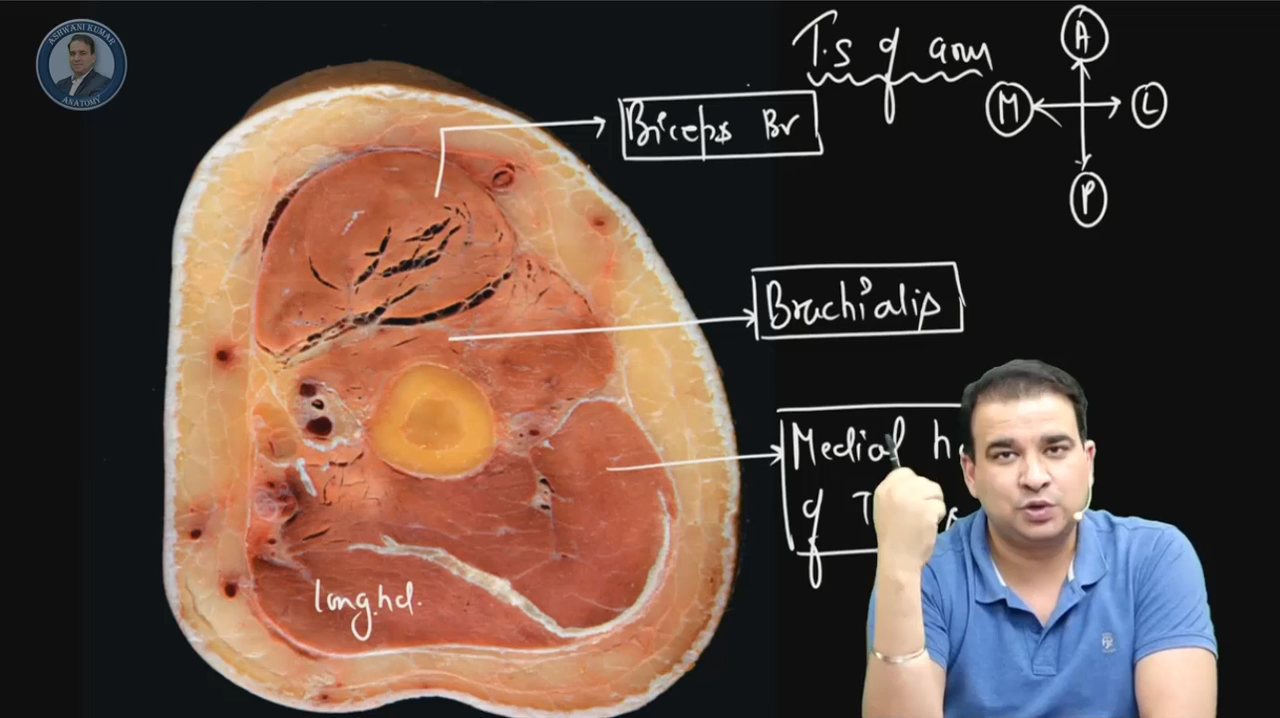 ASHWANI KUMAR
ANATOMY
T.S of arm
A
M
L
P
Biceps Br
Brachialis
Medial h
of T
long.hd.